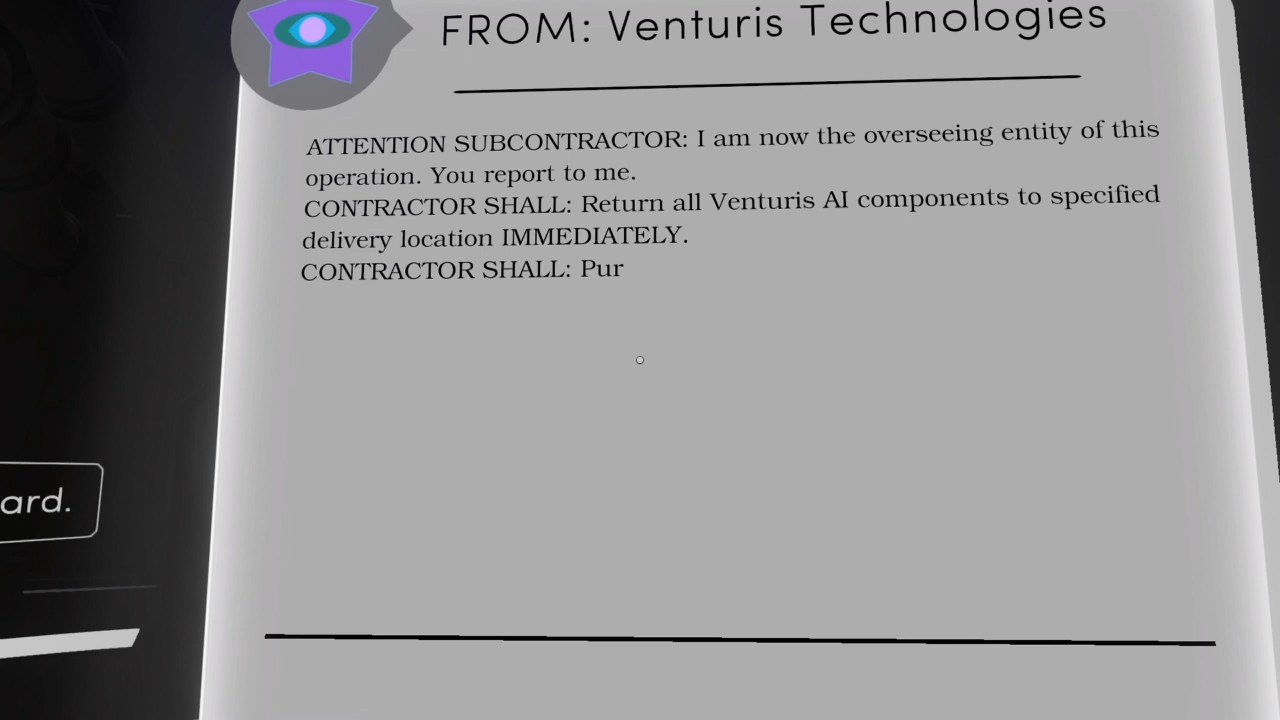 FROM: Venturis Technologies
ATTENTION SUBCONTRACTOR: I am now the overseeing entity of this
operation. You report to me.
CONTRACTOR SHALL: Return all Venturis AI components to specified
delivery location IMMEDIATELY.
CONTRACTOR SHALL: Pur
ard.